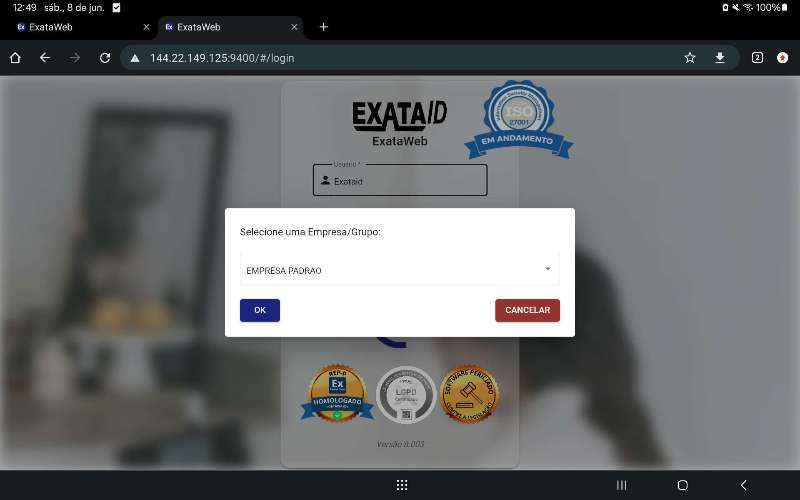 12:49 sáb., 8 de jun.
100%
ExataWeb
ExataWeb
144.22.149.125:9400/#/login
2
EXATAID
ExataWeb
ISO
27001
EM ANDAMENTO
Usuário *
Exataid
Selecione uma Empresa/Grupo:
EMPRESA PADRAO
OK
CANCELAR
REP-P
Ex
HOMOLOGADO
LGPD
SOFTWARE PERICIADO
Versão 8.003